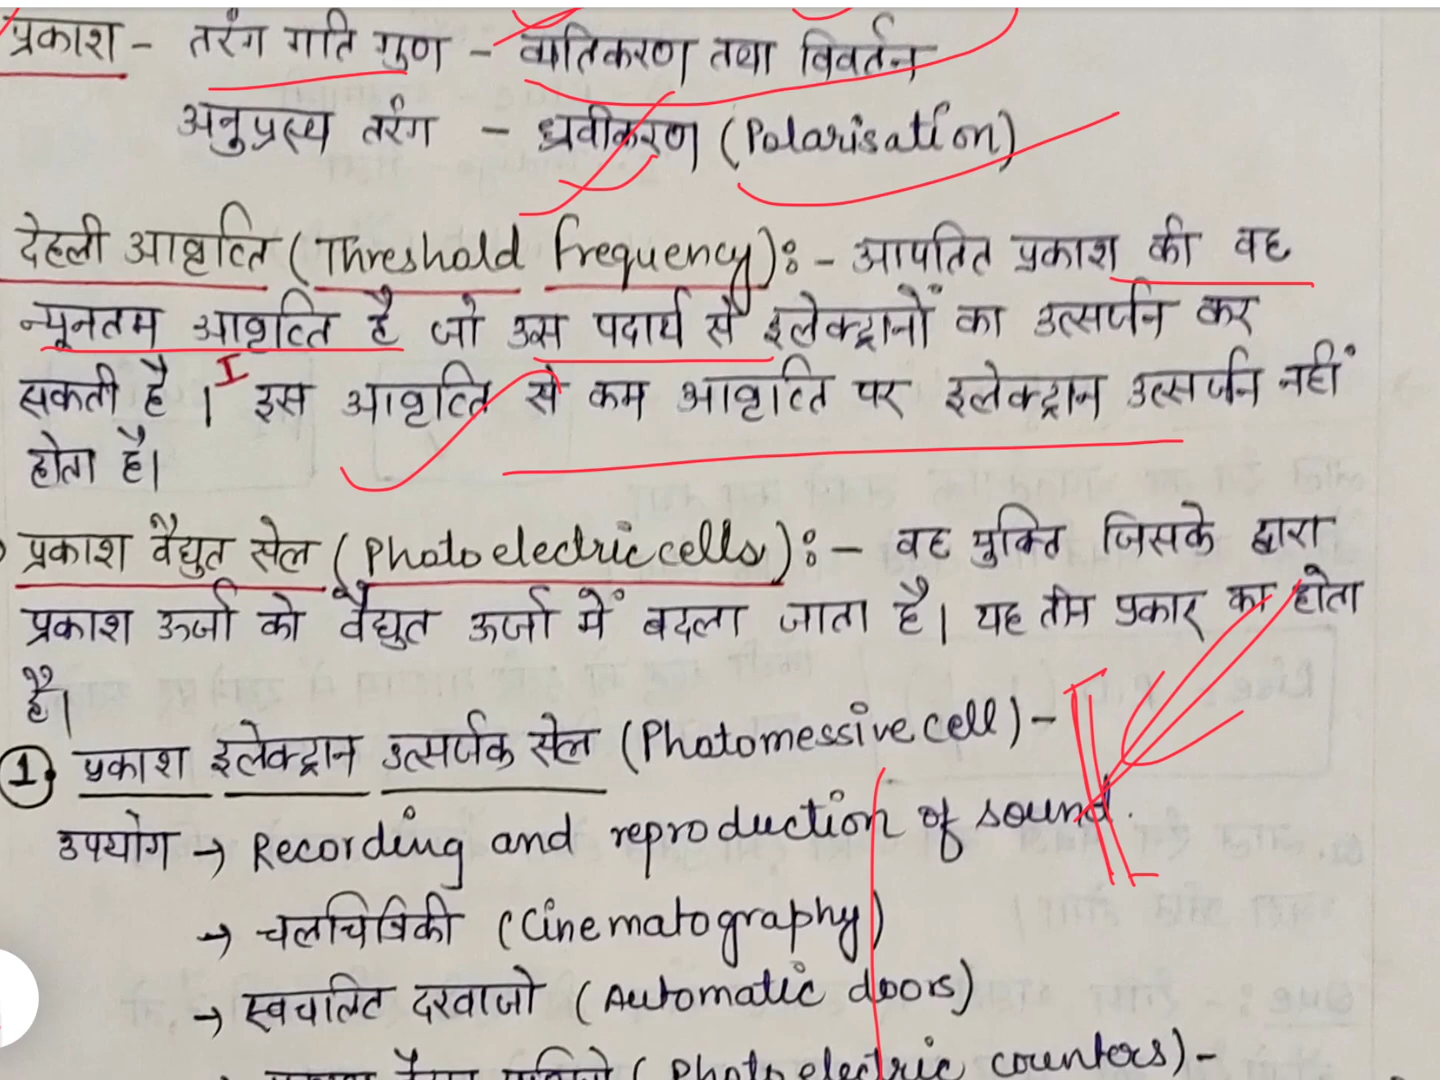 प्रकाश - तरंग गति गुण - व्यतिकरण तथा विवर्तन
अनुप्रस्थ तरंग - ध्रुवीकरण (Polarisation)
देहली आवृत्ति (Threshold frequency):- आपतित प्रकाश की वह
न्यूनतम आवृत्ति है जो उस पदार्थ से इलेक्ट्रानों का उत्सर्जन कर
सकती है। I इस आवृत्ति से कम आवृत्ति पर इलेक्ट्रान उत्सर्जन नहीं
होता है।
प्रकाश वैद्युत सेल (Photoelectric cells):- वह युक्ति जिसके द्वारा
प्रकाश ऊर्जा को वैद्युत ऊर्जा में बदला जाता है। यह तीन प्रकार का होता
है।
1. प्रकाश इलेक्ट्रान उत्सर्जक सेल (Photomessive cell) -
उपयोग → Recording and reproduction of sound.
→ चलचित्रिकी (Cinematography)
→ स्वचालित दरवाजो (Automatic doors)
(Photoelectric counters) -